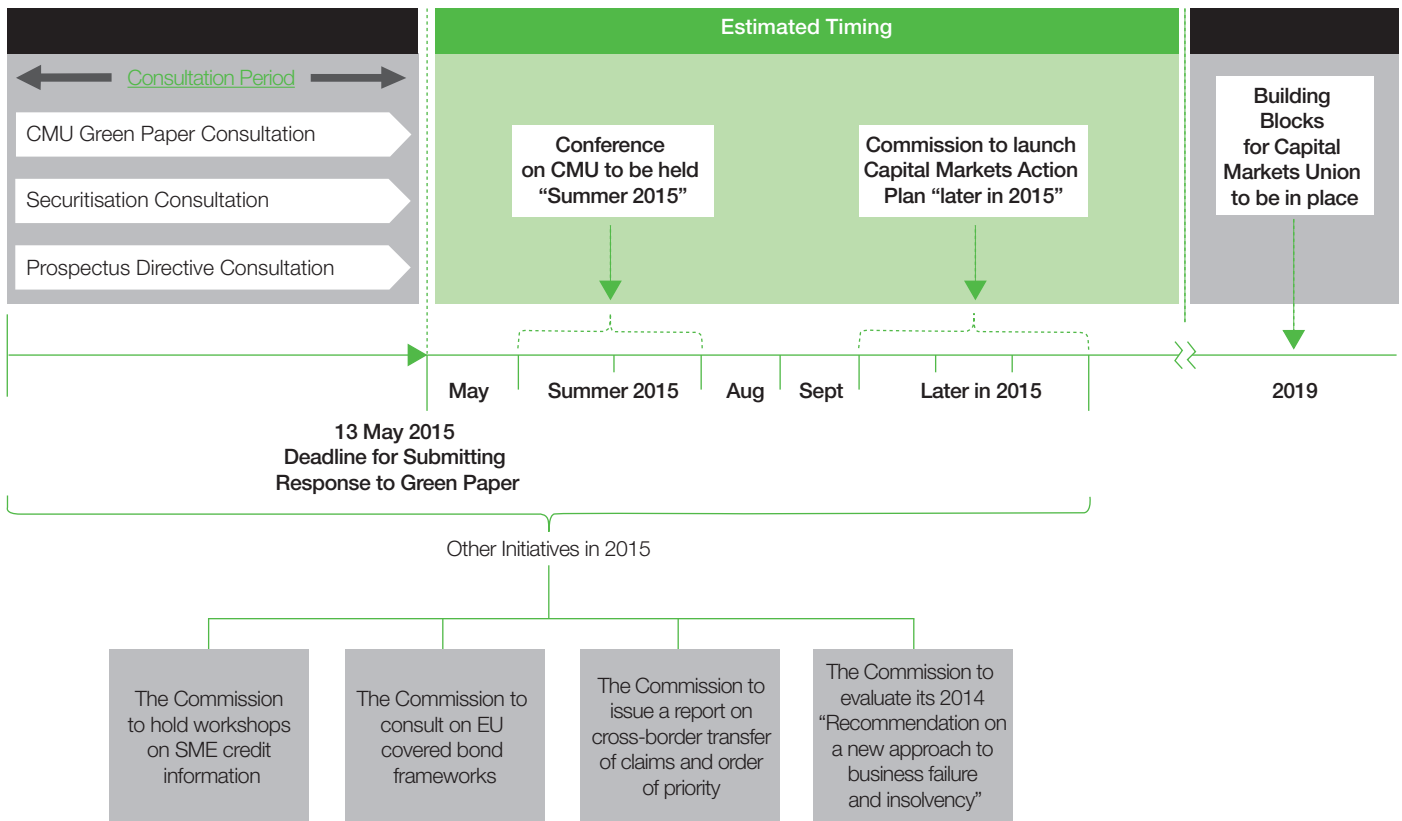 Estimated Timing
Consultation Period
CMU Green Paper Consultation
Securitisation Consultation
Prospectus Directive Consultation
Conference
on CMU to be held
“Summer 2015”
Commission to launch
Capital Markets Action
Plan “later in 2015”
Building
Blocks
for Capital
Markets Union
to be in place
May
Summer 2015
Aug
Sept
Later in 2015
2019
13 May 2015
Deadline for Submitting
Response to Green Paper
Other Initiatives in 2015
The Commission
to hold workshops
on SME credit
information
The Commission to
consult on EU
covered bond
frameworks
The Commission to
issue a report on
cross-border transfer
of claims and order
of priority
The Commission to
evaluate its 2014
“Recommendation on
a new approach to
business failure
and insolvency”